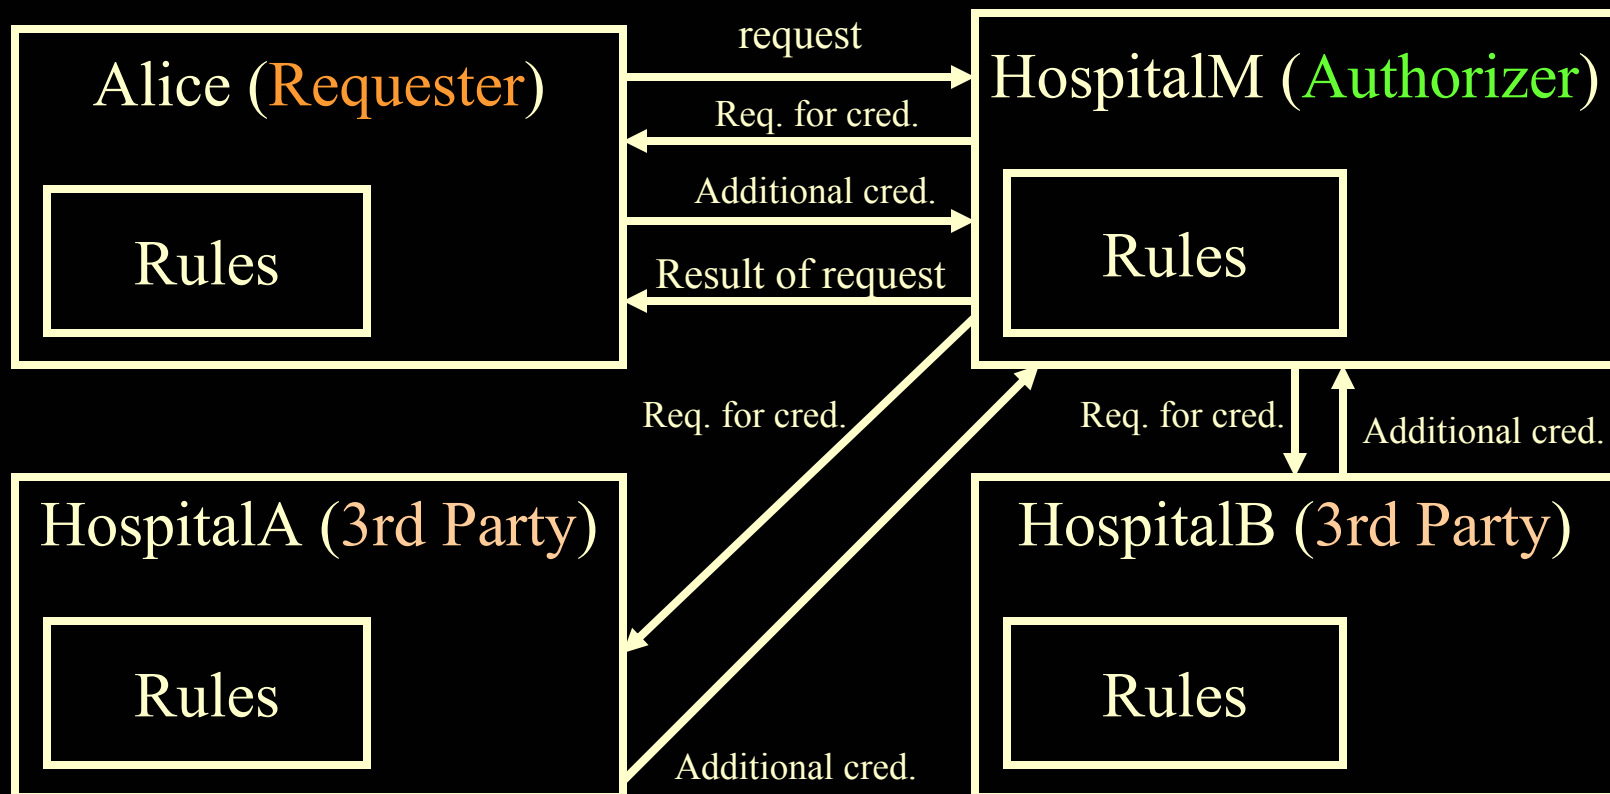 request
Alice (Requester)
HospitalM (Authorizer)
Req. for cred.
Additional cred.
Rules
Rules
Result of request
Req. for cred.
Req. for cred.
Additional cred.
HospitalA (3rd Party)
HospitalB (3rd Party)
Rules
Rules
Additional cred.